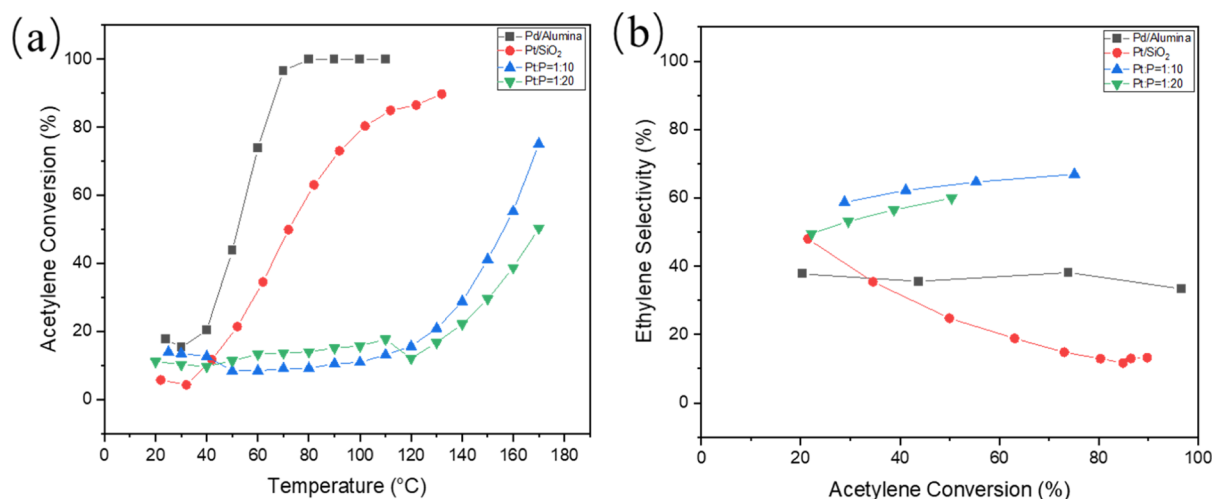 (a)
Pd/Alumina
Pt/SiO₂
Pt:P=1:10
Pt:P=1:20
100
80
60
40
20
0
Acetylene Conversion (%)
20 40 60 80 100 120 140 160 180
Temperature (°C)
(b)
Pd/Alumina
Pt/SiO₂
Pt:P=1:10
Pt:P=1:20
100
80
60
40
20
0
Ethylene Selectivity (%)
0 20 40 60 80 100
Acetylene Conversion (%)